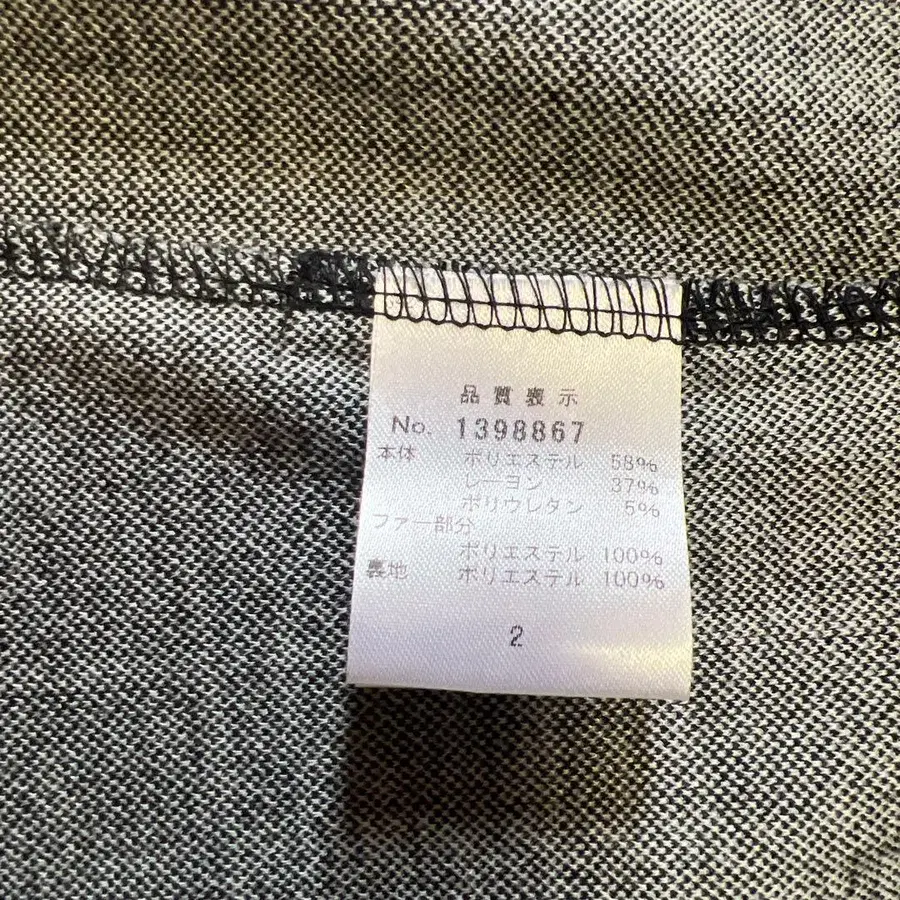 品質表示
No. 1398867
本体 ポリエステル 58%
レーヨン 37%
ポリウレタン 5%
ファー部分
ポリエステル 100%
裏地 ポリエステル 100%
2